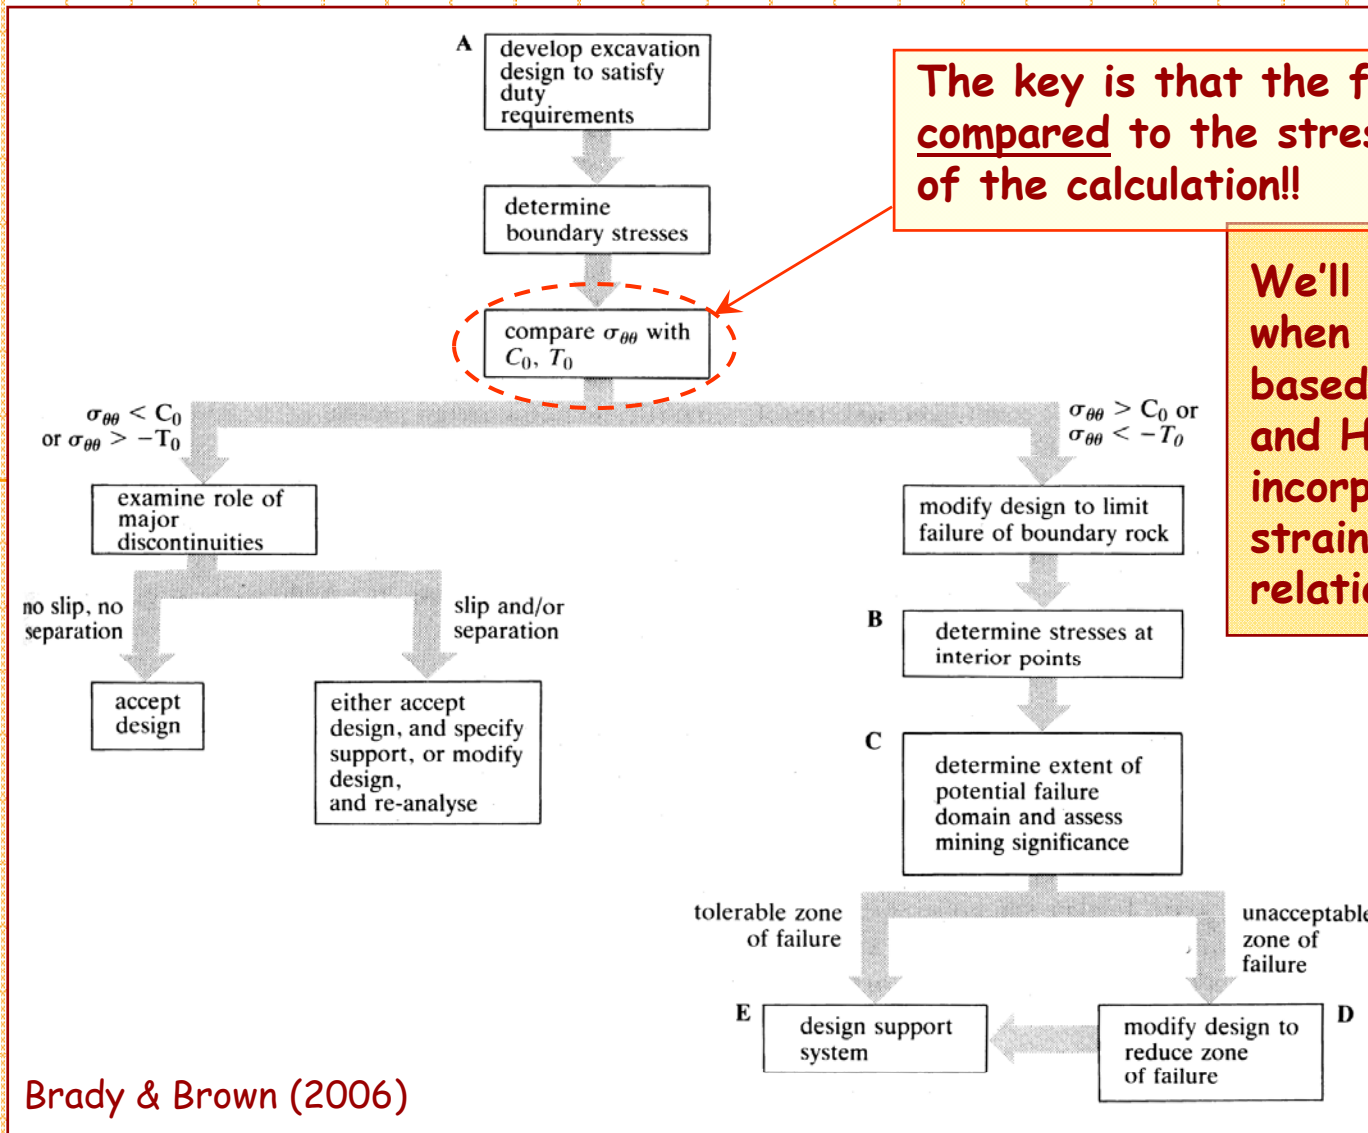 A
develop excavation
design to satisfy
duty
requirements
The key is that the
compared to the
of the calculation!!
determine
boundary stresses
We'll
when
based
and
compare σθθ with
C0, T0
σθθ < C0
or σθθ > −T0
σθθ > C0 or
σθθ < −T0
examine role of
major
discontinuities
modify design to limit
failure of boundary rock
strain
no slip, no
separation
slip and/or
separation
B
determine stresses at
interior points
accept
design
either accept
design, and specify
support, or modify
design,
and re-analyse
C
determine extent of
potential failure
domain and assess
mining significance
tolerable zone
of failure
unacceptable
zone of
failure
E
design support
system
modify design to
reduce zone
of failure
D
Brady & Brown (2006)